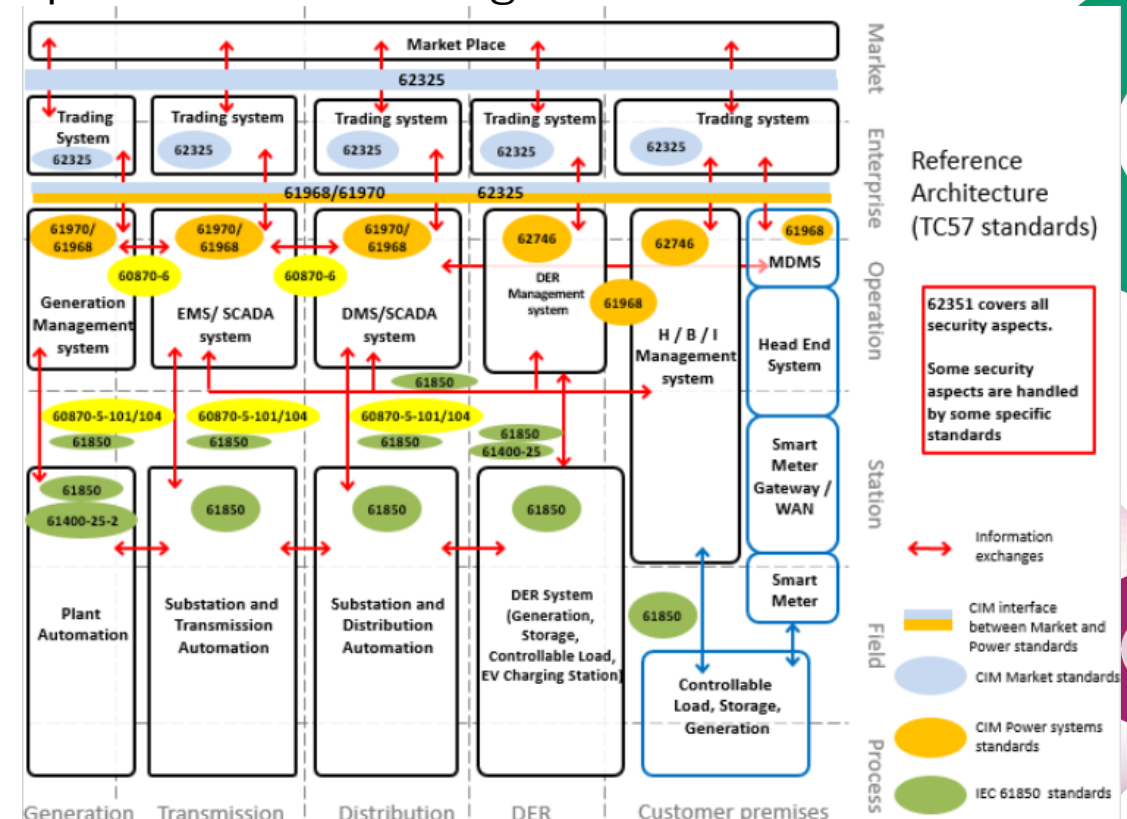 Market Place
62325
Trading
System
62325
Trading system
62325
Trading system
62325
Trading system
62325
Trading system
62325
61968/61970 62325
61970/
61968
60870-6
Generation
Management
system
61970/
61968
EMS/ SCADA
system
60870-6
61970/
61968
DMS/SCADA
system
62746
DER
Management
system
61968
62746
H / B / I
Management
system
61968
MDMS
Head End
System
Smart
Meter
Gateway /
WAN
Smart
Meter
61850
60870-5-101/104
61850
60870-5-101/104
61850
60870-5-101/104
61850
61850
61400-25
61850
61400-25-2
Plant
Automation
61850
Substation and
Transmission
Automation
61850
Substation and
Distribution
Automation
61850
DER System
(Generation,
Storage,
Controllable Load,
EV Charging Station)
61850
Controllable
Load, Storage,
Generation
Generation
Transmission
Distribution
DER
Customer premises
Market
Enterprise
Operation
Station
Field
Process
Reference
Architecture
(TC57 standards)
62351 covers all
security aspects.
Some security
aspects are handled
by some specific
standards
Information
exchanges
CIM interface
between Market and
Power standards
CIM Market standards
CIM Power systems
standards
IEC 61850 standards